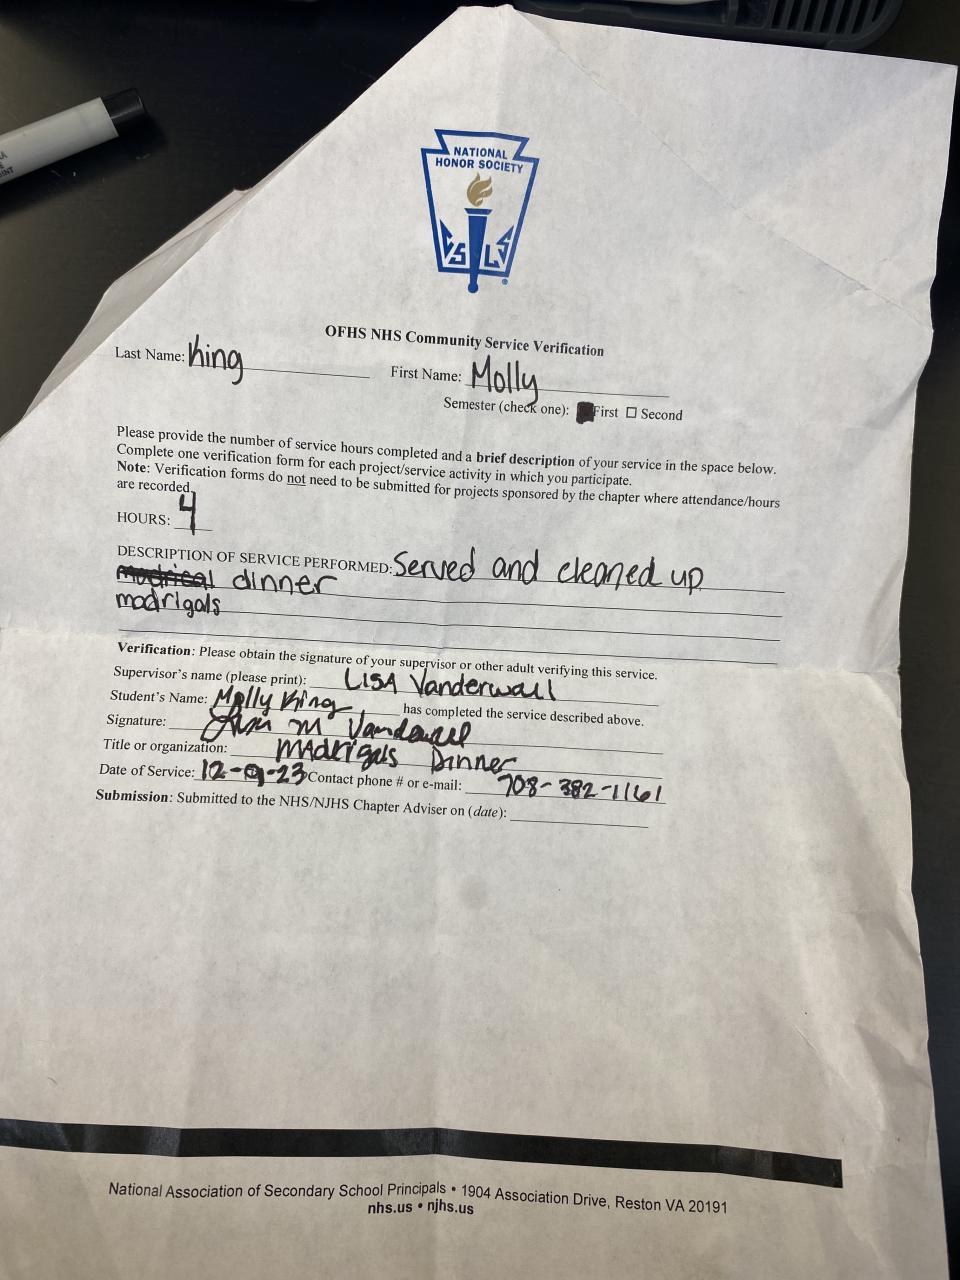 NATIONAL
HONOR SOCIETY
CSLS
®
OFHS NHS Community Service Verification
Last Name: King First Name: Molly
Semester (check one): First ☐ Second
Please provide the number of service hours completed and a brief description of your service in the space below.
Complete one verification form for each project/service activity in which you participate.
Note: Verification forms do not need to be submitted for projects sponsored by the chapter where attendance/hours
are recorded.
HOURS: 4
DESCRIPTION OF SERVICE PERFORMED: Served and cleaned up
madrical dinner
madrigals
Verification: Please obtain the signature of your supervisor or other adult verifying this service.
Supervisor's name (please print): LISA Vanderwall
Student's Name: Molly King has completed the service described above.
Signature: Lisa M Vanderwall
Title or organization: MAdrigals Dinner
Date of Service: 12-9-23 Contact phone # or e-mail: 708-382-1161
Submission: Submitted to the NHS/NJHS Chapter Adviser on (date):
National Association of Secondary School Principals • 1904 Association Drive, Reston VA 20191
nhs.us • njhs.us